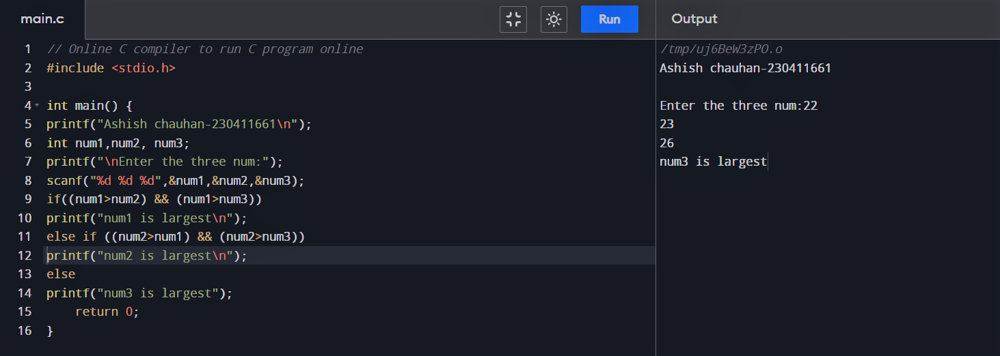 main.c
Run
Output
1 // Online C compiler to run C program online
2 #include <stdio.h>
3
4 int main() {
5 printf("Ashish chauhan-230411661\n");
6 int num1,num2, num3;
7 printf("\nEnter the three num:");
8 scanf("%d %d %d",&num1,&num2,&num3);
9 if((num1>num2) && (num1>num3))
10 printf("num1 is largest\n");
11 else if ((num2>num1) && (num2>num3))
12 printf("num2 is largest\n");
13 else
14 printf("num3 is largest");
15     return 0;
16 }
/tmp/uj6BeW3zPO.o
Ashish chauhan-230411661

Enter the three num:22
23
26
num3 is largest